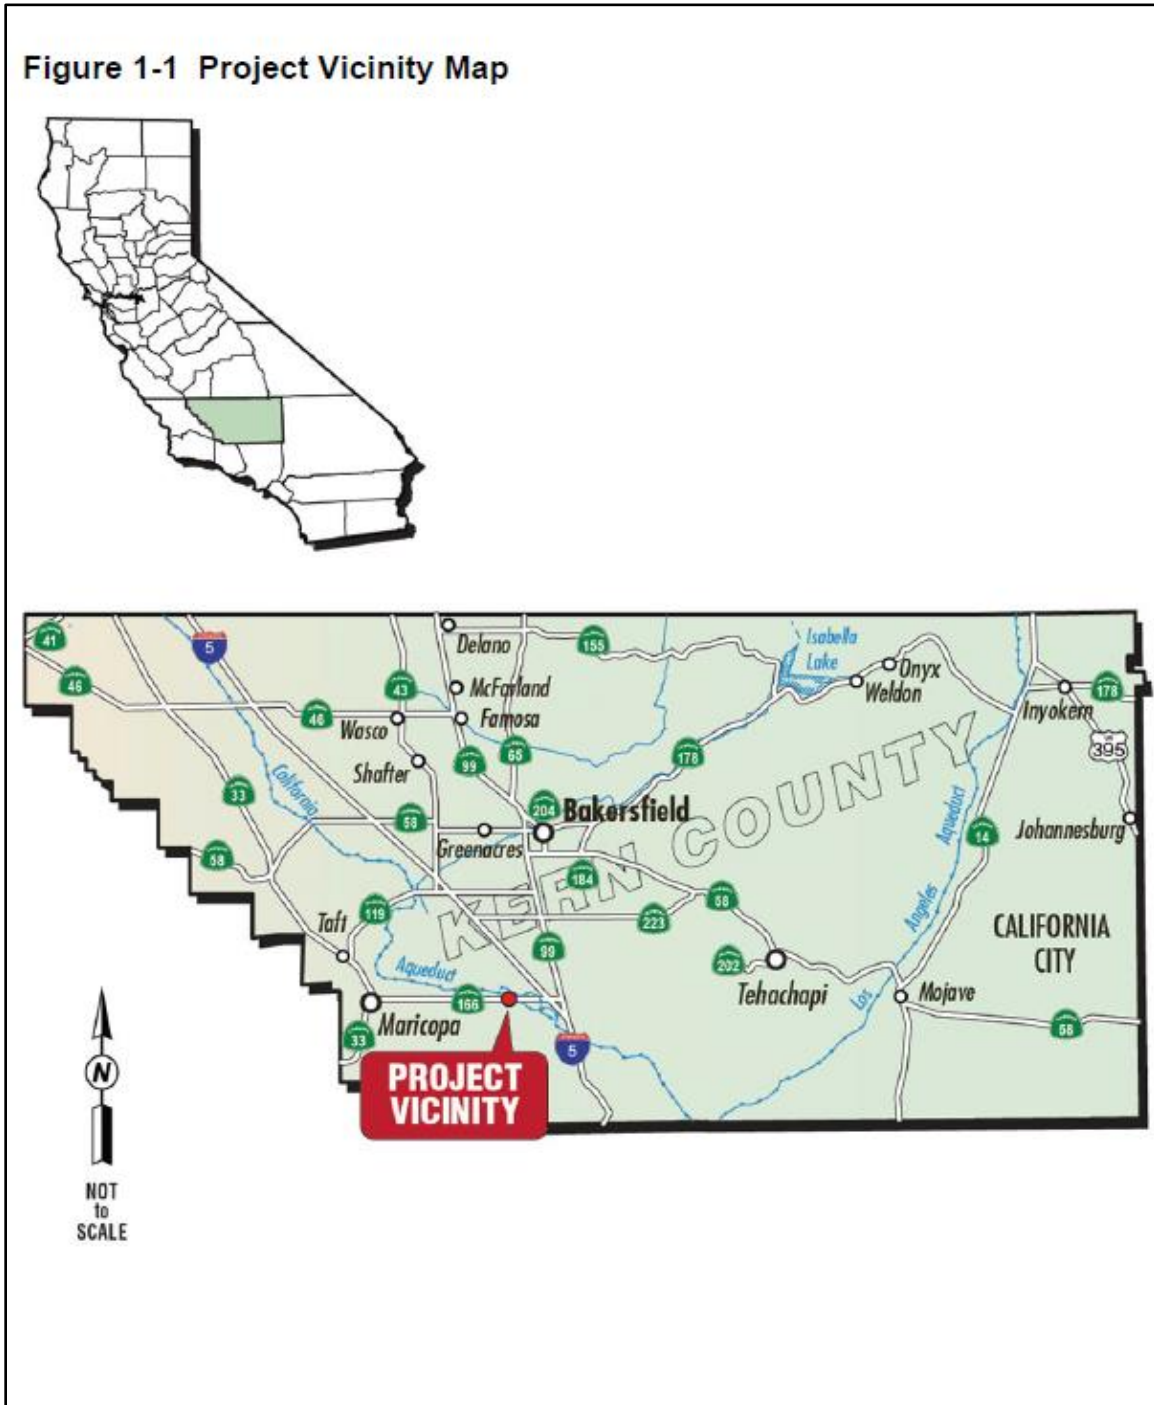 Figure 1-1 Project Vicinity Map
41
5
Delano
155
Isabella
Lake
Onyx
Weldon
46
43
McFarland
178
Inyokern
46
Wasco
Famosa
99
65
178
395
Shafter
California
33
58
204
Bakersfield
Greenacres
KERN COUNTY
Aqueduct
14
Johannesburg
58
184
58
Taft
119
223
Angeles
CALIFORNIA
CITY
99
202
Tehachapi
Aqueduct
166
Los
Mojave
Maricopa
33
5
58
PROJECT
VICINITY
N
NOT
to
SCALE